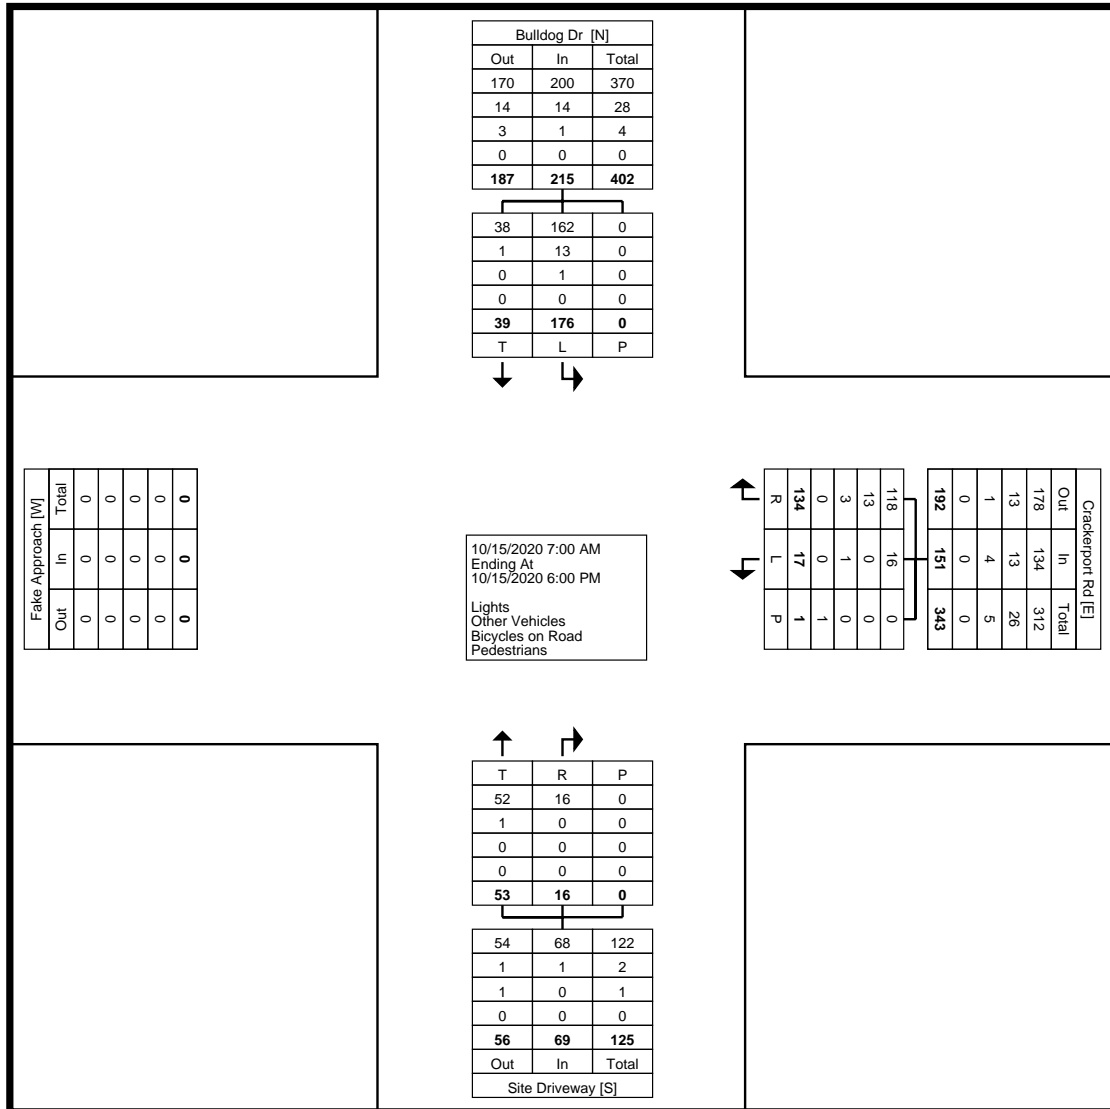 Bulldog Dr [N]
Out In Total
170 200 370
14 14 28
3 1 4
0 0 0
187 215 402
38 162 0
1 13 0
0 1 0
0 0 0
39 176 0
T L P
Fake Approach [W]
Total In Out
0 0 0
0 0 0
0 0 0
0 0 0
0 0 0
10/15/2020 7:00 AM
Ending At
10/15/2020 6:00 PM
Lights
Other Vehicles
Bicycles on Road
Pedestrians
Crackerport Rd [E]
Out In Total
178 134 312
13 13 26
1 4 5
0 0 0
192 151 343
118 16 0
13 0 0
3 1 0
0 0 1
134 17 1
R L P
T R P
52 16 0
1 0 0
0 0 0
0 0 0
53 16 0
54 68 122
1 1 2
1 0 1
0 0 0
56 69 125
Out In Total
Site Driveway [S]